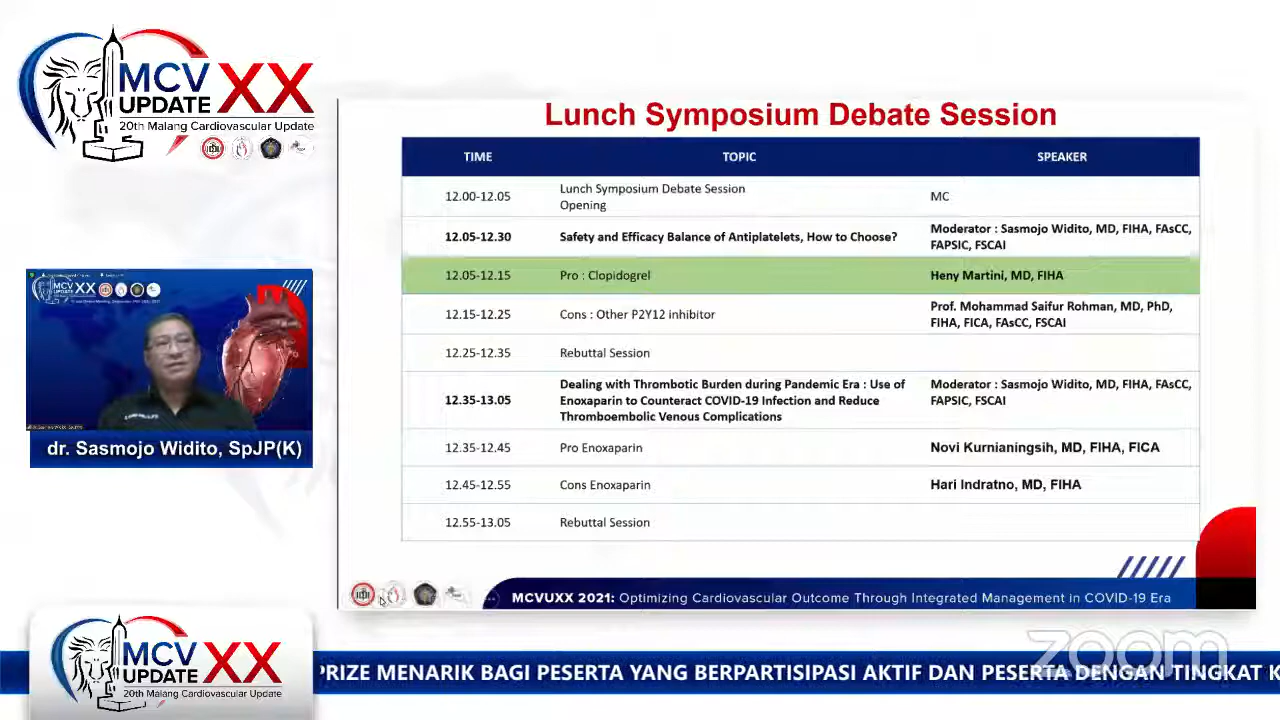 MCV XX
UPDATE
20th Malang Cardiovascular Update
Lunch Symposium Debate Session
TIME TOPIC SPEAKER
12.00-12.05 Lunch Symposium Debate Session
Opening MC
12.05-12.30 Safety and Efficacy Balance of Antiplatelets, How to Choose? Moderator : Sasmojo Widito, MD, FIHA, FAsCC,
FAPSIC, FSCAI
12.05-12.15 Pro : Clopidogrel Heny Martini, MD, FIHA
12.15-12.25 Cons : Other P2Y12 inhibitor Prof. Mohammad Saifur Rohman, MD, PhD,
FIHA, FICA, FAsCC, FSCAI
12.25-12.35 Rebuttal Session
12.35-13.05 Dealing with Thrombotic Burden during Pandemic Era : Use of
Enoxaparin to Counteract COVID-19 Infection and Reduce
Thromboembolic Venous Complications
Moderator : Sasmojo Widito, MD, FIHA, FAsCC,
FAPSIC, FSCAI
12.35-12.45 Pro Enoxaparin Novi Kurnianingsih, MD, FIHA, FICA
12.45-12.55 Cons Enoxaparin Hari Indratno, MD, FIHA
12.55-13.05 Rebuttal Session
MCV UPDATE XX
dr. Sasmojo Widito, SpJP(K)
MCVUXX 2021: Optimizing Cardiovascular Outcome Through Integrated Management in COVID-19 Era
zoom
MCV XX
UPDATE
20th Malang Cardiovascular Update
PRIZE MENARIK BAGI PESERTA YANG BERPARTISIPASI AKTIF DAN PESERTA DENGAN TINGKAT K